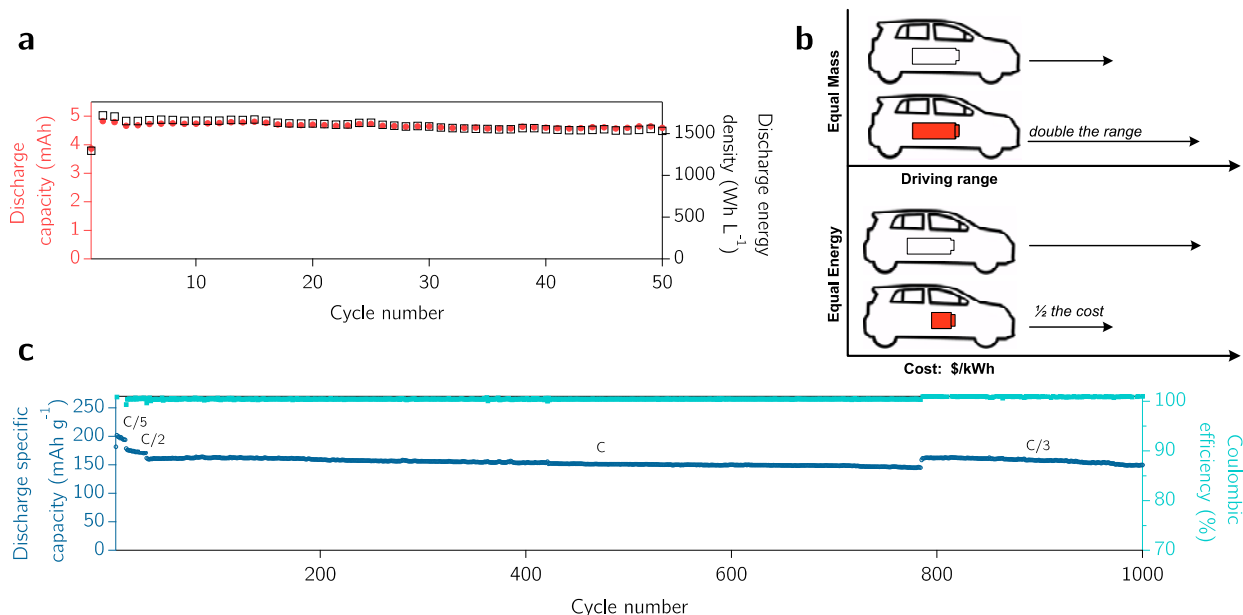 a
Discharge
capacity (mAh)
5
4
3
2
1
0
1500
1000
500
0
Discharge energy
density (Wh L⁻¹)
10
20
30
40
50
Cycle number
b
Equal Mass
double the range
Driving range
Equal Energy
½ the cost
Cost: $/kWh
c
Discharge specific
capacity (mAh g⁻¹)
250
200
150
100
50
0
C/5
C/2
C
C/3
100
90
80
70
Coulombic
efficiency (%)
200
400
600
800
1000
Cycle number